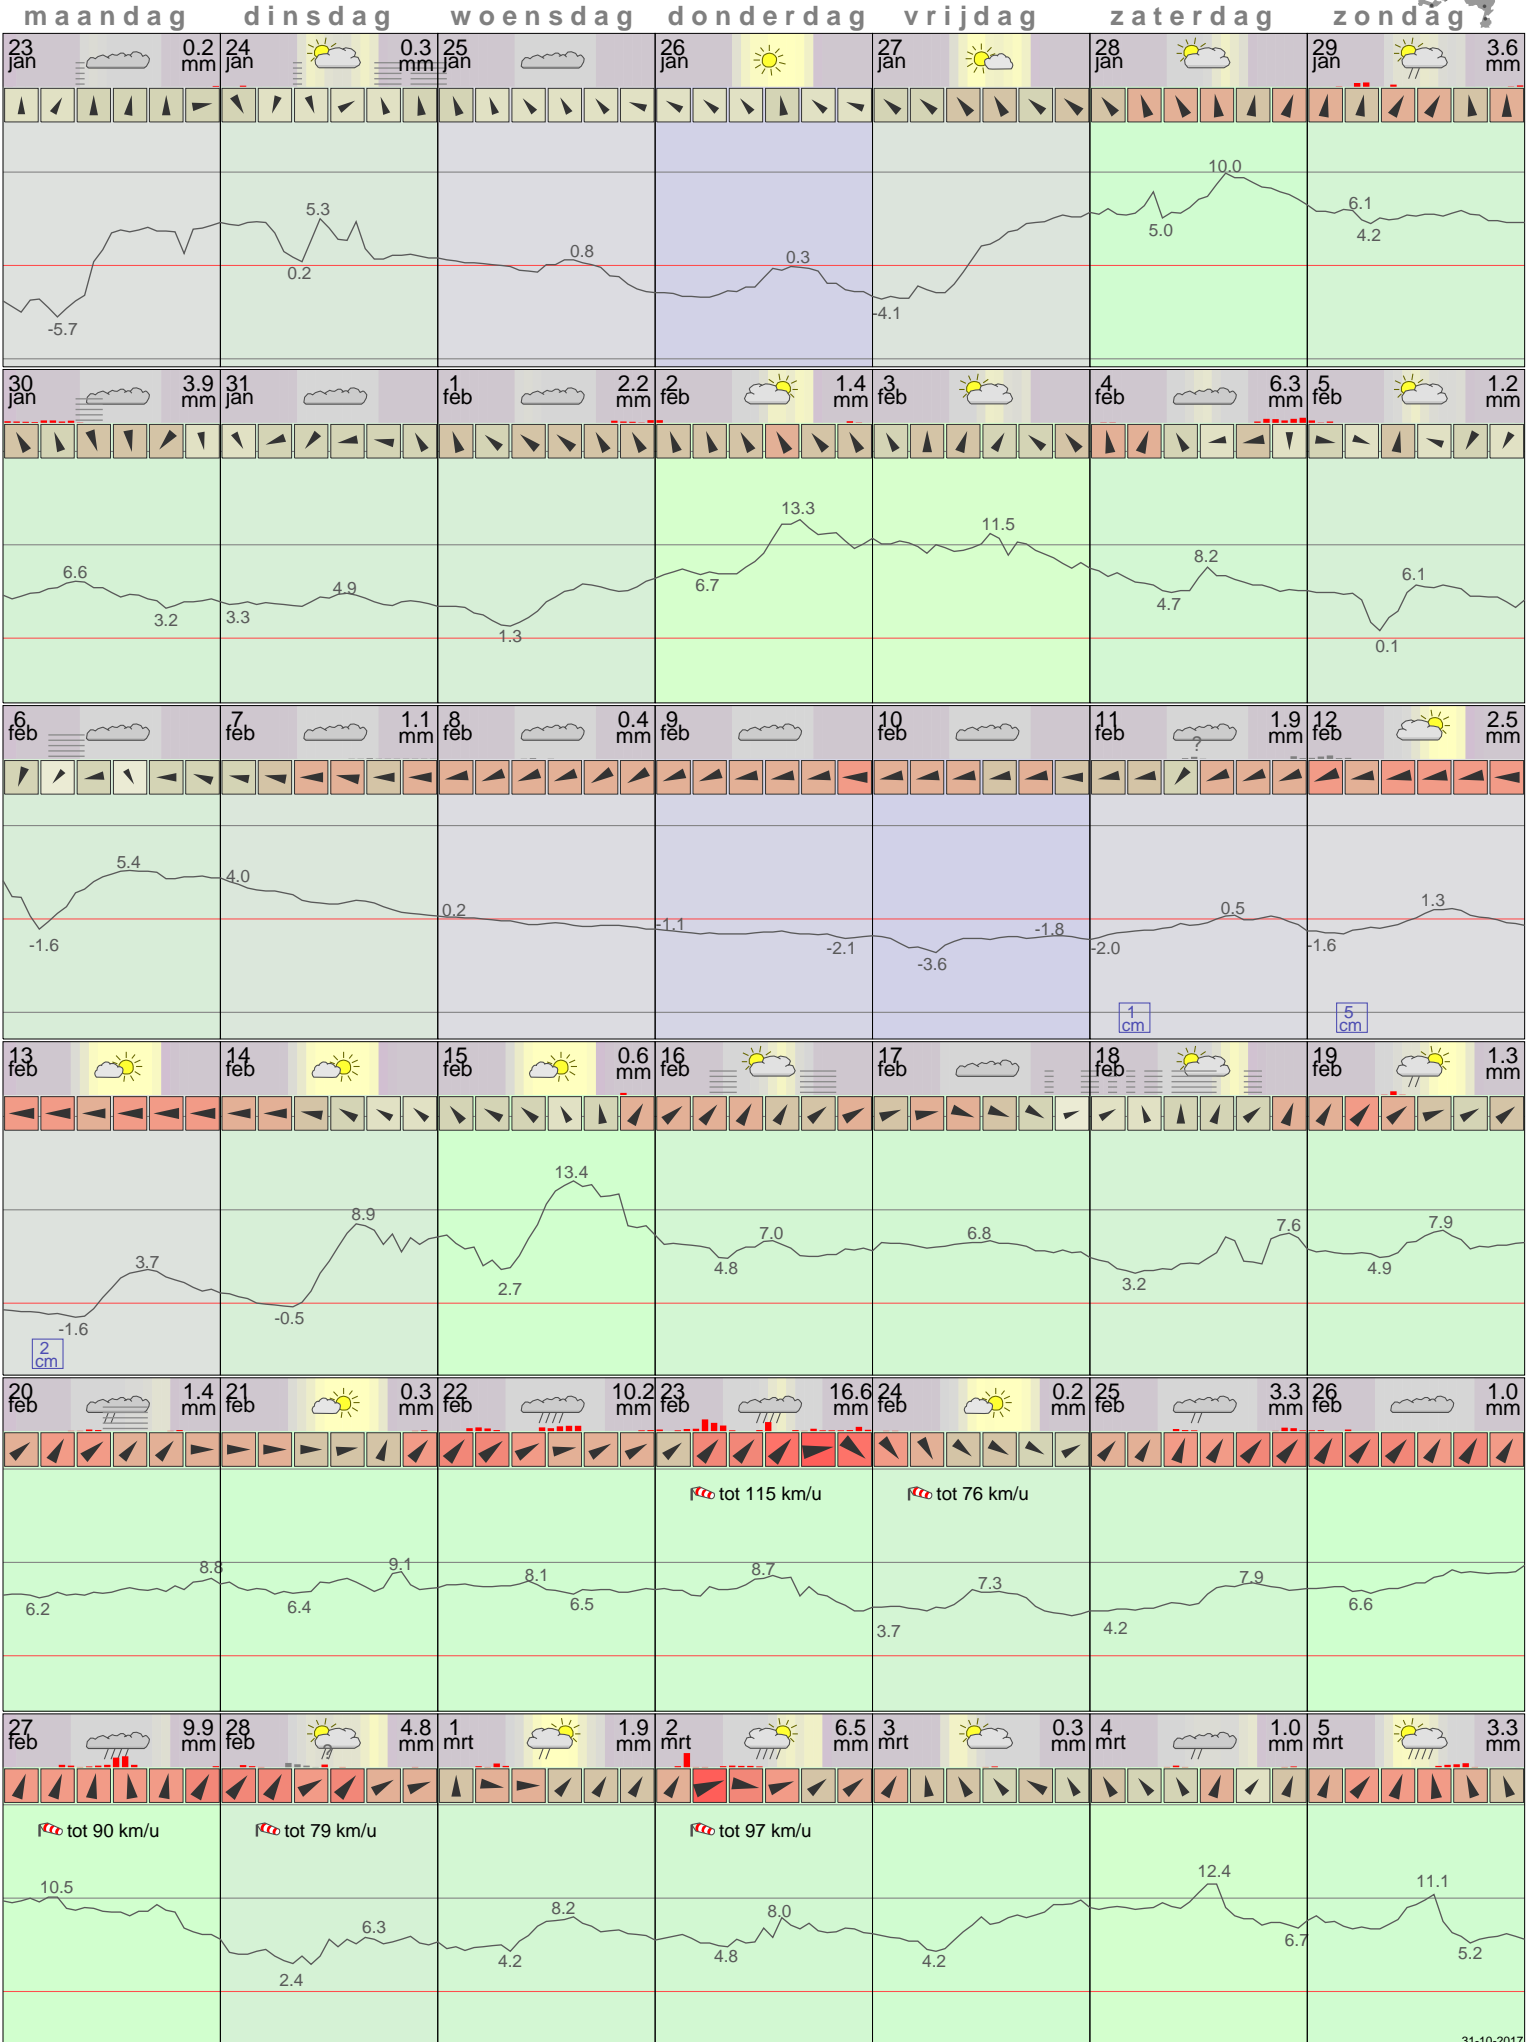 maandag dinsdag woensdag donderdag vrijdag zaterdag zondag
23 jan 0.2 mm 24 jan 0.3 mm 25 jan 26 jan 27 jan 28 jan 29 jan 3.6 mm
-5.7 5.3 0.2 0.8 0.3 -4.1 5.0 10.0 6.1 4.2
30 jan 3.9 mm 31 jan 1 feb 2.2 mm 2 feb 1.4 mm 3 feb 4 feb 6.3 mm 5 feb 1.2 mm
6.6 3.2 3.3 4.9 1.3 6.7 13.3 11.5 4.7 8.2 0.1 6.1
6 feb 7 feb 1.1 mm 8 feb 0.4 mm 9 feb 10 feb 11 feb ? 1.9 mm 12 feb 2.5 mm
-1.6 5.4 4.0 0.2 -1.1 -2.1 -3.6 -1.8 -2.0 0.5 -1.6 1.3
1 cm 5 cm
13 feb 14 feb 15 feb 0.6 mm 16 feb 17 feb 18 feb 19 feb 1.3 mm
-1.6 3.7 -0.5 8.9 2.7 13.4 4.8 7.0 6.8 3.2 7.6 4.9 7.9
2 cm
20 feb 1.4 mm 21 feb 0.3 mm 22 feb 10.2 mm 23 feb 16.6 mm 24 feb 0.2 mm 25 feb 3.3 mm 26 feb 1.0 mm
tot 115 km/u tot 76 km/u
6.2 8.8 6.4 9.1 8.1 6.5 8.7 3.7 7.3 4.2 7.9 6.6
27 feb 9.9 mm 28 feb ? 4.8 mm 1 mrt 1.9 mm 2 mrt 6.5 mm 3 mrt 0.3 mm 4 mrt 1.0 mm 5 mrt 3.3 mm
tot 90 km/u tot 79 km/u tot 97 km/u
10.5 2.4 6.3 4.2 8.2 4.8 8.0 4.2 12.4 6.7 11.1 5.2
31-10-2017